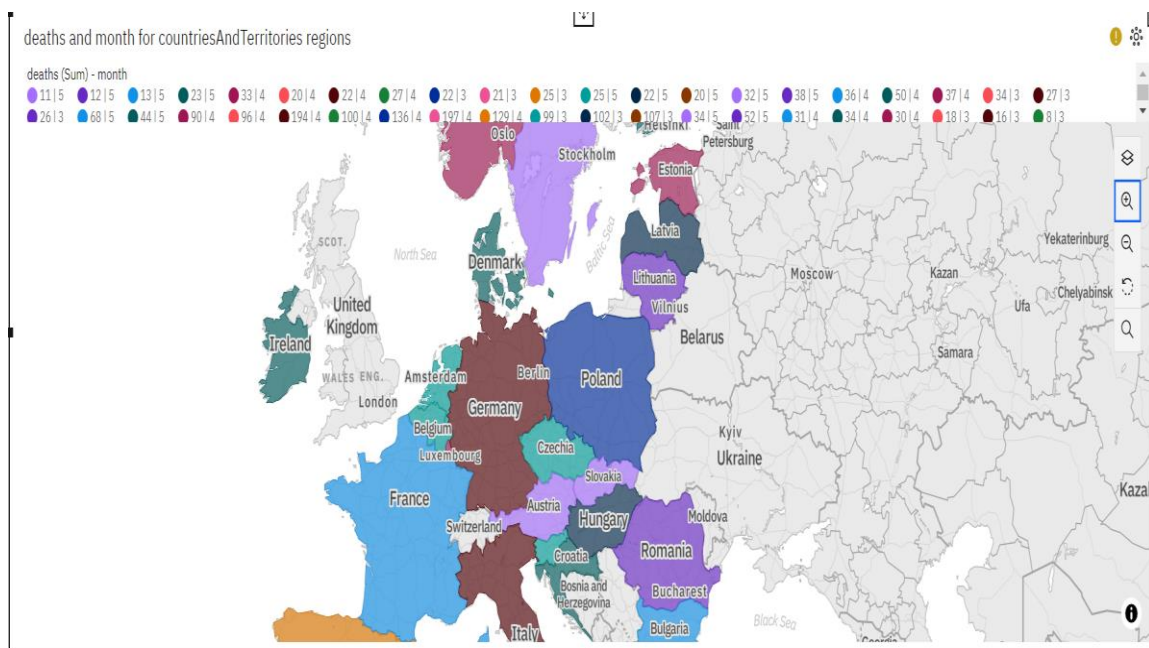 deaths and month for countriesAndTerritories regions
deaths (Sum) - month
11 | 5 12 | 5 13 | 5 23 | 5 33 | 4 20 | 4 22 | 4 27 | 4 22 | 3 21 | 3 25 | 3 25 | 5 22 | 5 20 | 5 32 | 5 38 | 5 36 | 4 50 | 4 37 | 4 34 | 3 27 | 3
26 | 3 68 | 5 44 | 5 90 | 4 96 | 4 194 | 4 100 | 4 136 | 4 197 | 4 129 | 4 99 | 3 102 | 3 107 | 3 34 | 5 52 | 5 31 | 4 34 | 4 30 | 4 18 | 3 16 | 3 8 | 3
Oslo
Helsinki
Saint
Petersburg
Stockholm
Estonia
SCOT.
North Sea
Baltic Sea
Latvia
Yekaterinburg
Denmark
Moscow
Kazan
Lithuania
Ufa
Chelyabinsk
Vilnius
United
Kingdom
Ireland
Belarus
Samara
WALES
ENG.
Amsterdam
Berlin
Poland
London
Germany
Belgium
Kyiv
Czechia
Luxembourg
Ukraine
Slovakia
France
Austria
Kazal
Switzerland
Hungary
Moldova
Croatia
Romania
Bosnia and
Herzegovina
Bucharest
Italy
Bulgaria
Black Sea
Georgia